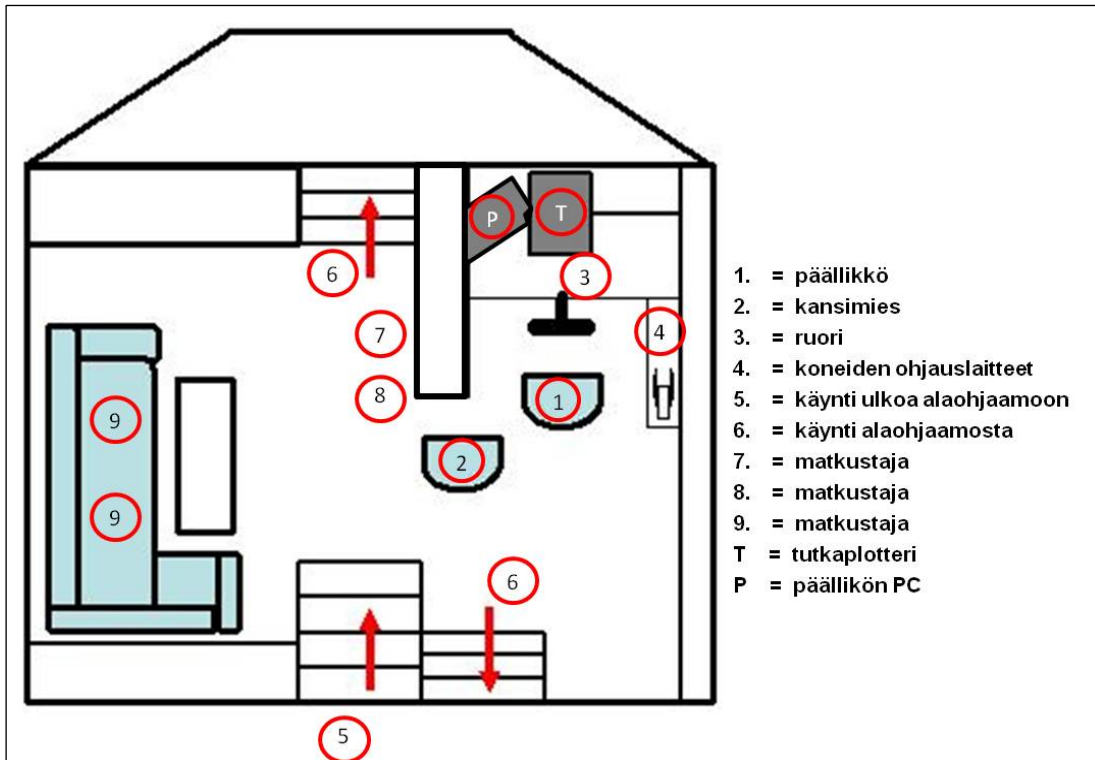 P
T
6
3
7
4
8
1
9
2
9
6
5
1. = päällikkö
2. = kansimies
3. = ruori
4. = koneiden ohjauslaitteet
5. = käynti ulkoa alaohjaamoon
6. = käynti alaohjaamosta
7. = matkustaja
8. = matkustaja
9. = matkustaja
T = tutkaplotteri
P = päällikön PC